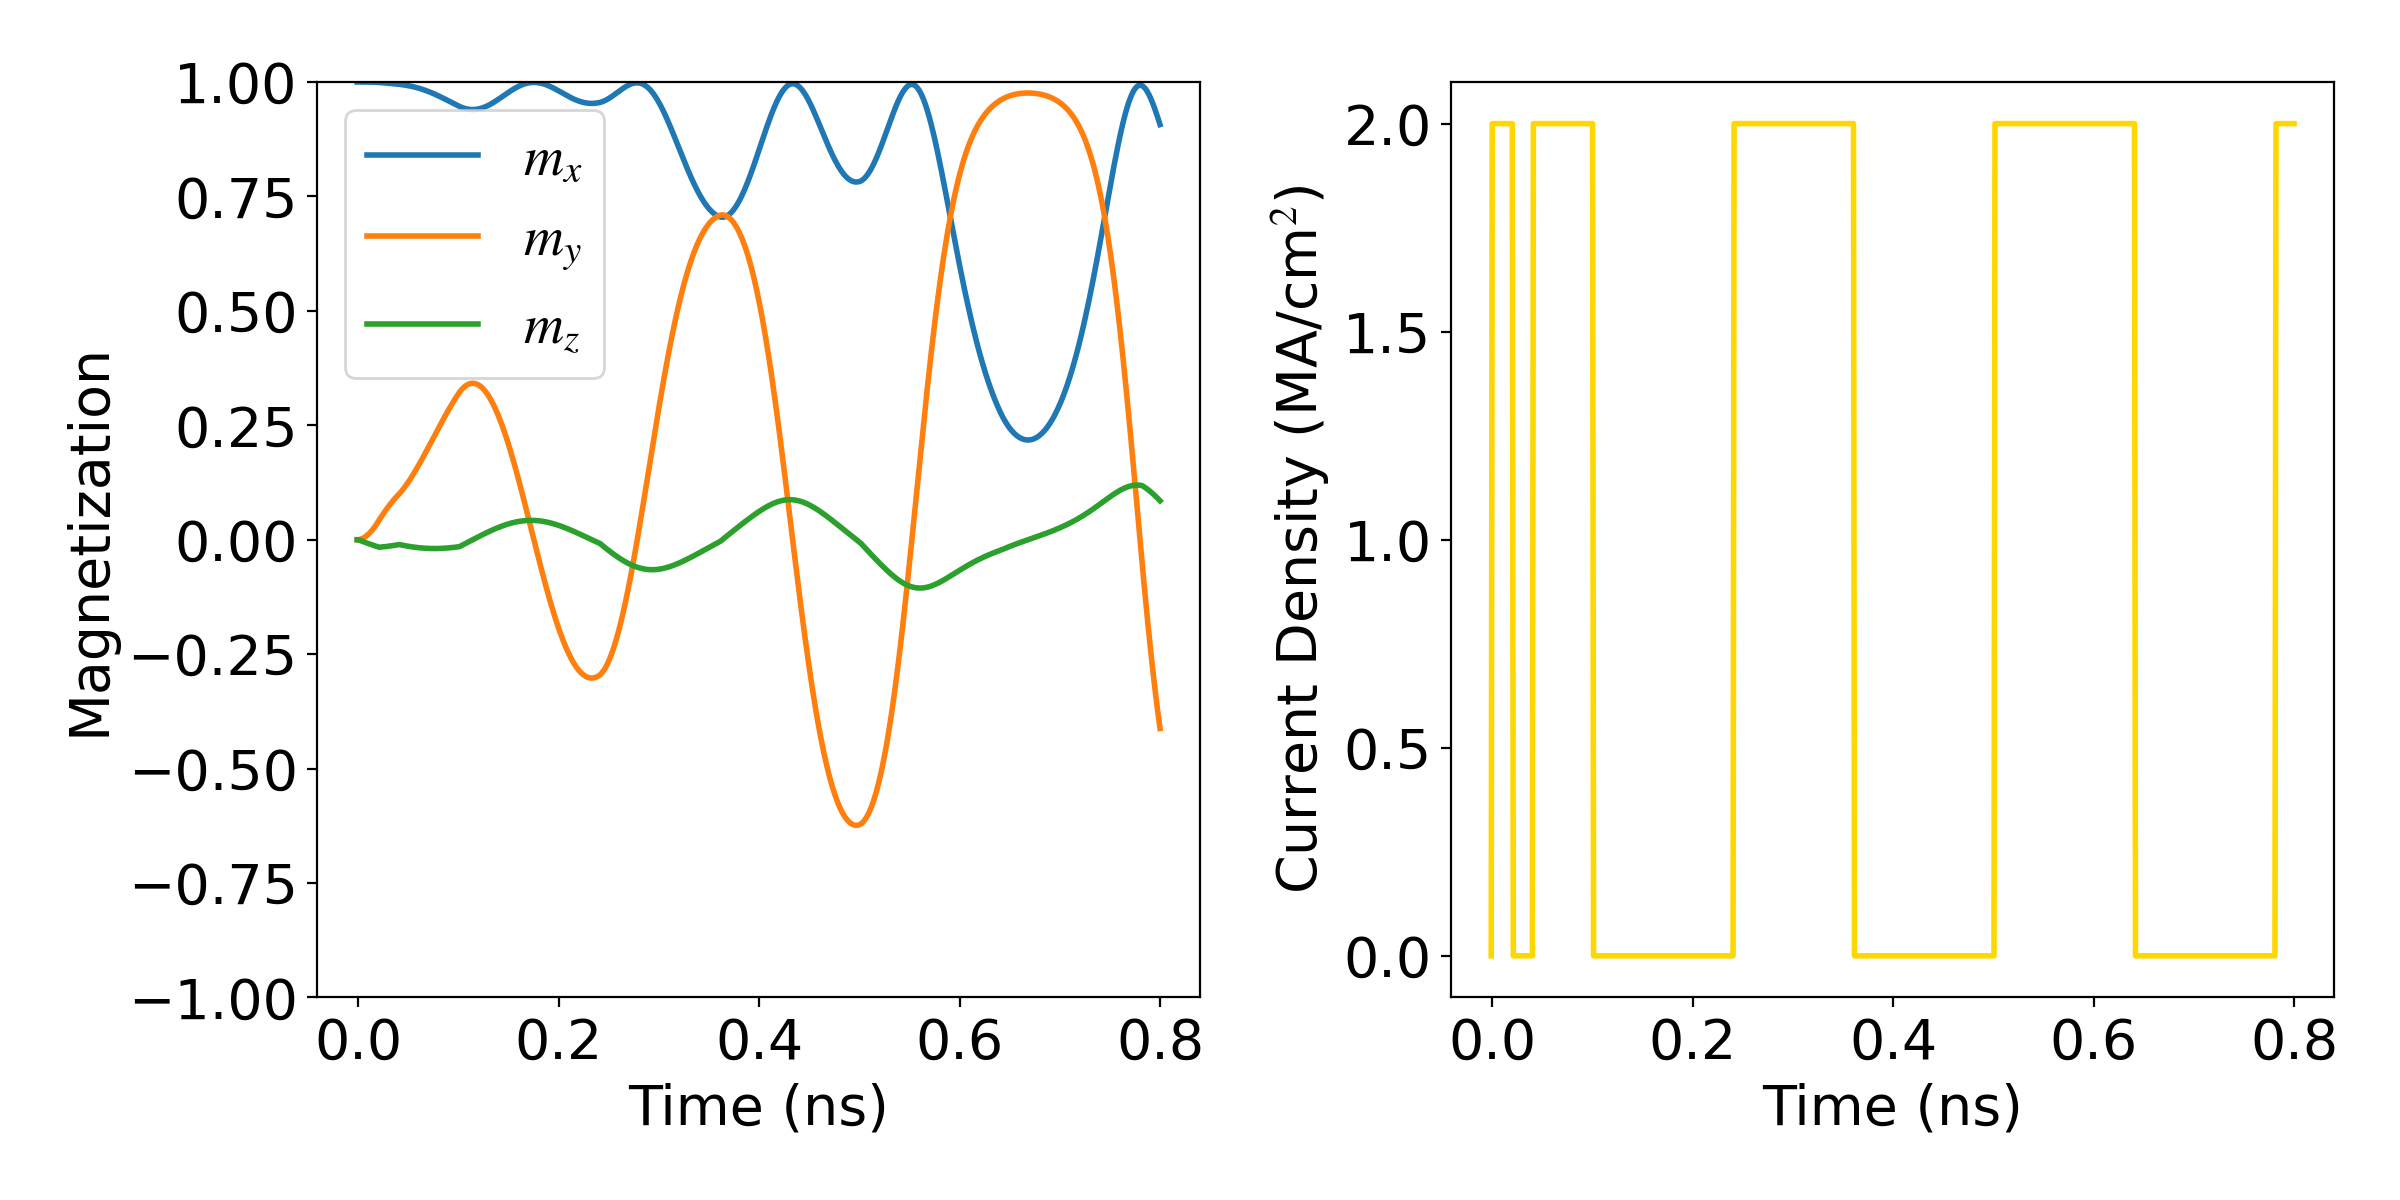 1.00
0.75
0.50
0.25
0.00
−0.25
−0.50
−0.75
−1.00
Magnetization
0.0 0.2 0.4 0.6 0.8
Time (ns)
m_x
m_y
m_z
2.0
1.5
1.0
0.5
0.0
Current Density (MA/cm²)
0.0 0.2 0.4 0.6 0.8
Time (ns)